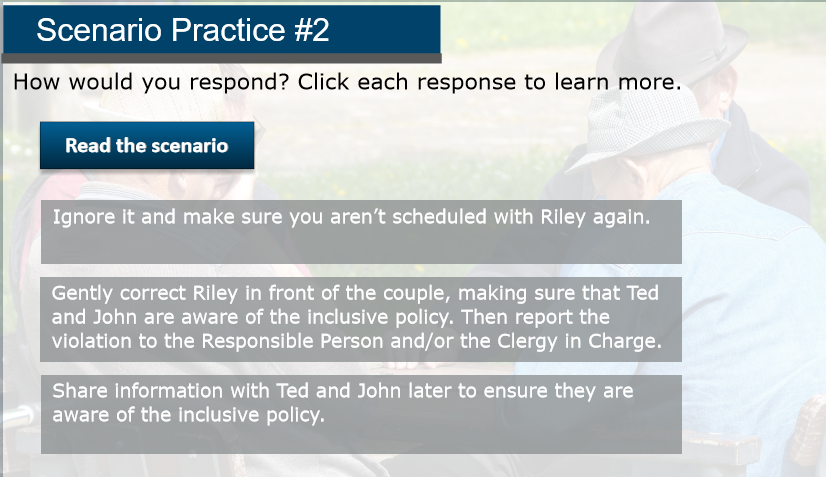 Scenario Practice #2
How would you respond? Click each response to learn more.
Read the scenario
Ignore it and make sure you aren’t scheduled with Riley again.
Gently correct Riley in front of the couple, making sure that Ted
and John are aware of the inclusive policy. Then report the
violation to the Responsible Person and/or the Clergy in Charge.
Share information with Ted and John later to ensure they are
aware of the inclusive policy.